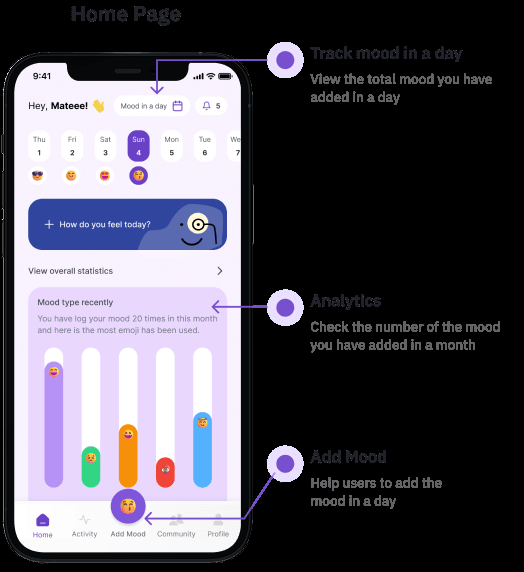 Home Page
Track mood in a day
View the total mood you have
added in a day
9:41
Hey, Mateee! 👋
Mood in a day
5
Thu Fri Sat Sun Mon Tue We
1 2 3 4 5 6 7
+ How do you feel today?
View overall statistics
Mood type recently
You have log your mood 20 times in this month
and here is the most emoji has been used.
Analytics
Check the number of the mood
you have added in a month
Add Mood
Help users to add the
mood in a day
Home Activity Add Mood Community Profile